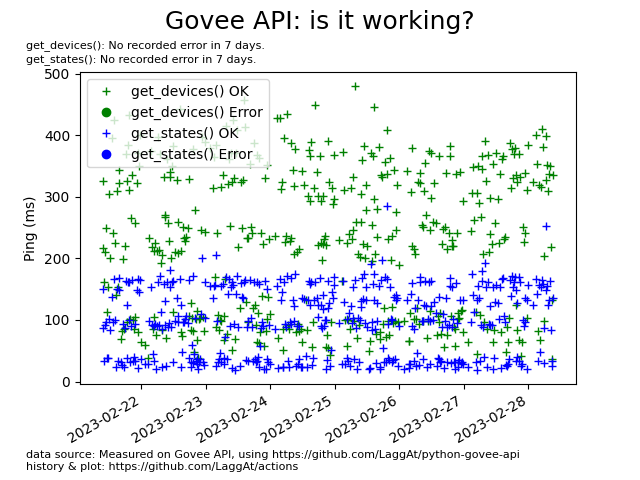 Govee API: is it working?
get_devices(): No recorded error in 7 days.
get_states(): No recorded error in 7 days.
500
400
300
200
100
0
Ping (ms)
get_devices() OK
get_devices() Error
get_states() OK
get_states() Error
2023-02-22
2023-02-23
2023-02-24
2023-02-25
2023-02-26
2023-02-27
2023-02-28
data source: Measured on Govee API, using https://github.com/LaggAt/python-govee-api
history & plot: https://github.com/LaggAt/actions